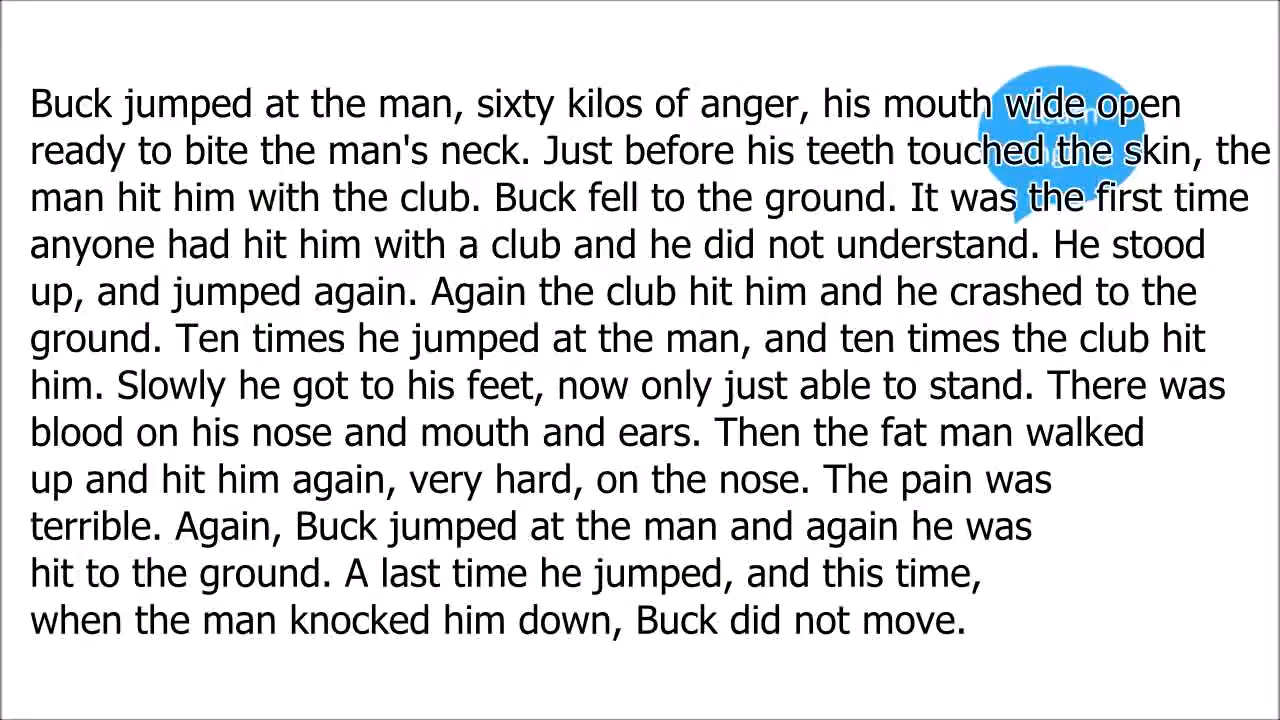 Buck jumped at the man, sixty kilos of anger, his mouth wide open
ready to bite the man's neck. Just before his teeth touched the skin, the
man hit him with the club. Buck fell to the ground. It was the first time
anyone had hit him with a club and he did not understand. He stood
up, and jumped again. Again the club hit him and he crashed to the
ground. Ten times he jumped at the man, and ten times the club hit
him. Slowly he got to his feet, now only just able to stand. There was
blood on his nose and mouth and ears. Then the fat man walked
up and hit him again, very hard, on the nose. The pain was
terrible. Again, Buck jumped at the man and again he was
hit to the ground. A last time he jumped, and this time,
when the man knocked him down, Buck did not move.